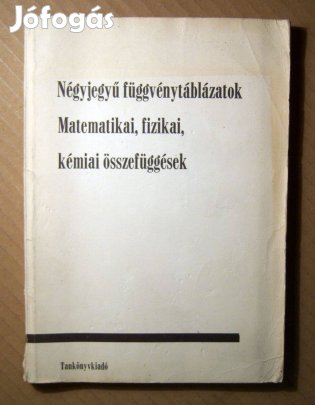 Jófogás
Négyjegyű függvénytáblázatok
Matematikai, fizikai,
kémiai összefüggések
Tankönyvkiadó